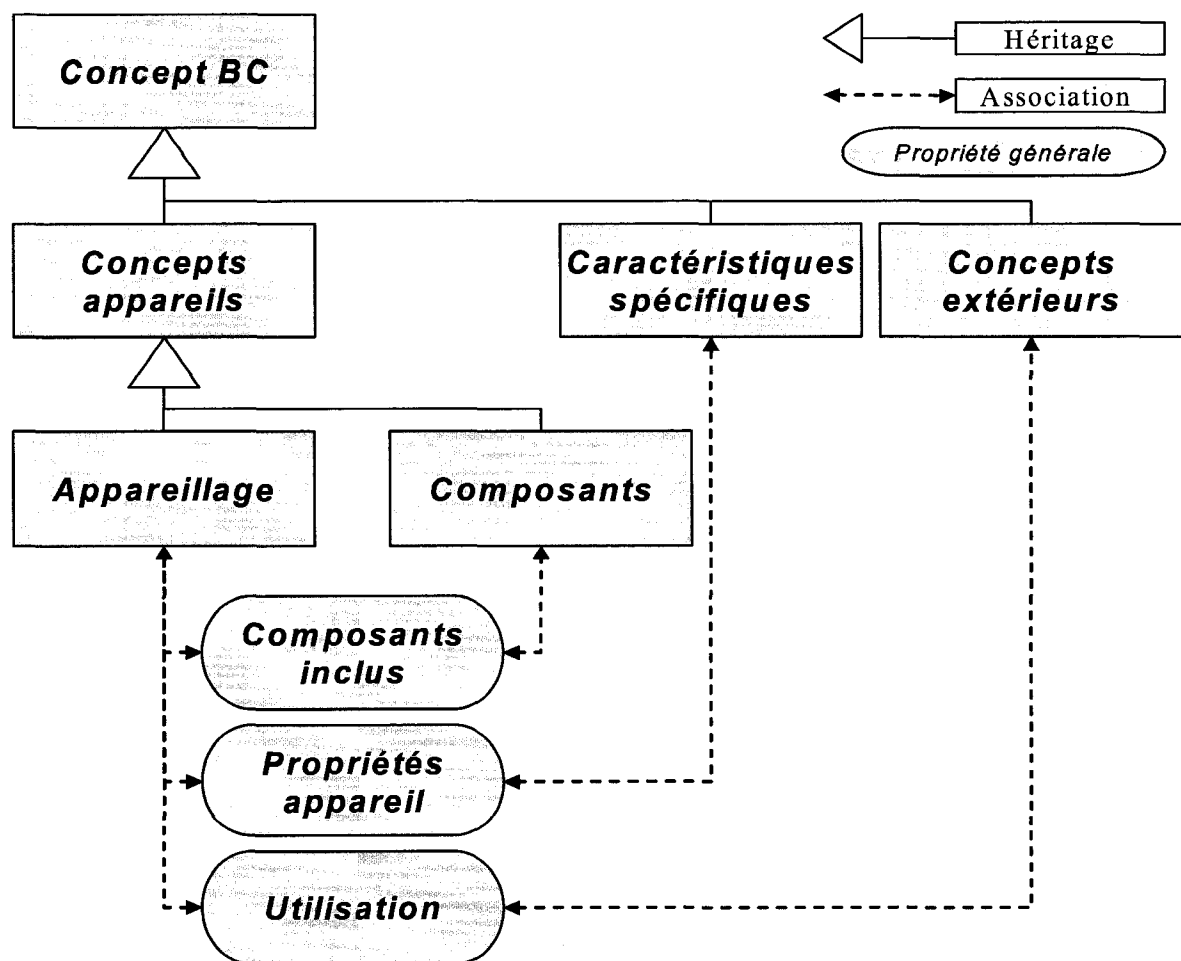 Concept BC
Héritage
Association
Propriété générale
Concepts
appareils
Caractéristiques
spécifiques
Concepts
extérieurs
Appareillage
Composants
Composants
inclus
Propriétés
appareil
Utilisation